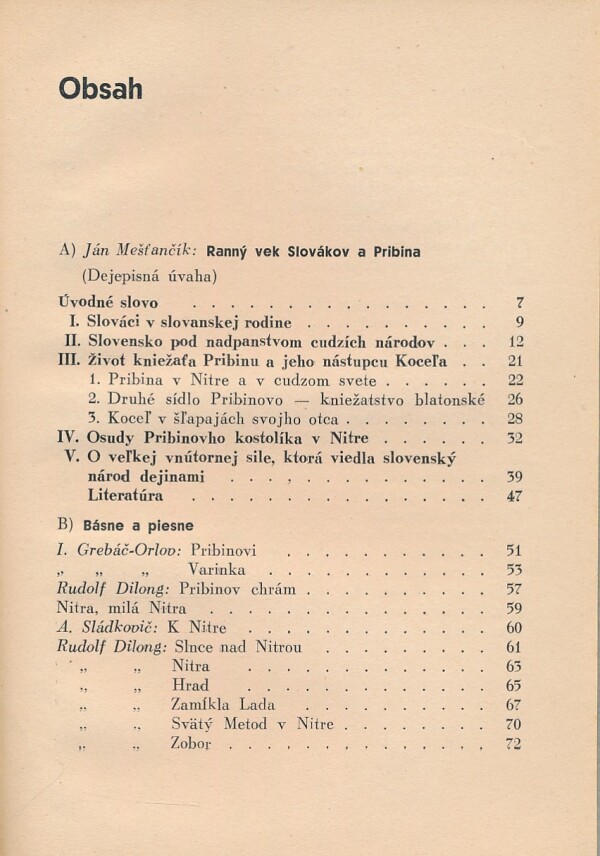 Obsah
A) Ján Mešťančík: Ranný vek Slovákov a Pribina
(Dejepisná úvaha)
Úvodné slovo . . . . . . . . . . . . . . . . 7
I. Slováci v slovanskej rodine . . . . . . . . . . 9
II. Slovensko pod nadpanstvom cudzích národov . . . 12
III. Život kniežaťa Pribinu a jeho nástupcu Koceľa . . 21
1. Pribina v Nitre a v cudzom svete . . . . . . 22
2. Druhé sídlo Pribinovo — kniežatstvo blatonské 26
3. Koceľ v šľapajách svojho otca . . . . . . . 28
IV. Osudy Pribinovho kostolíka v Nitre . . . . . . 32
V. O veľkej vnútornej sile, ktorá viedla slovenský
národ dejinami . . . . . . . . . . . . . 39
Literatúra . . . . . . . . . . . . . . . 47
B) Básne a piesne
I. Grebáč-Orlov: Pribinovi . . . . . . . . . . . 51
„ „ „ Varinka . . . . . . . . . . . 53
Rudolf Dilong: Pribinov chrám . . . . . . . . . . . 57
Nitra, milá Nitra . . . . . . . . . . . . . . . 59
A. Sládkovič: K Nitre . . . . . . . . . . . . . 60
Rudolf Dilong: Slnce nad Nitrou . . . . . . . . . . 61
„ „ Nitra . . . . . . . . . . . . . 63
„ „ Hrad . . . . . . . . . . . . . 65
„ „ Zamíkla Lada . . . . . . . . . . 67
„ „ Svätý Metod v Nitre . . . . . . . . 70
„ „ Zobor . . . . . . . . . . . . . 72